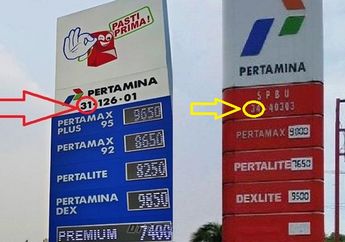 PASTI
PRIMA!
PERTAMINA
31-126-01
PERTAMAX
PLUS 95
9650
PERTAMAX
92
8650
PERTALITE
8250
PERTAMINA
DEX
9850
PREMIUM
7400
PERTAMINA
SPBU
34-40303
PERTAMAX
9000
PERTALITE
7650
DEXLITE
9500